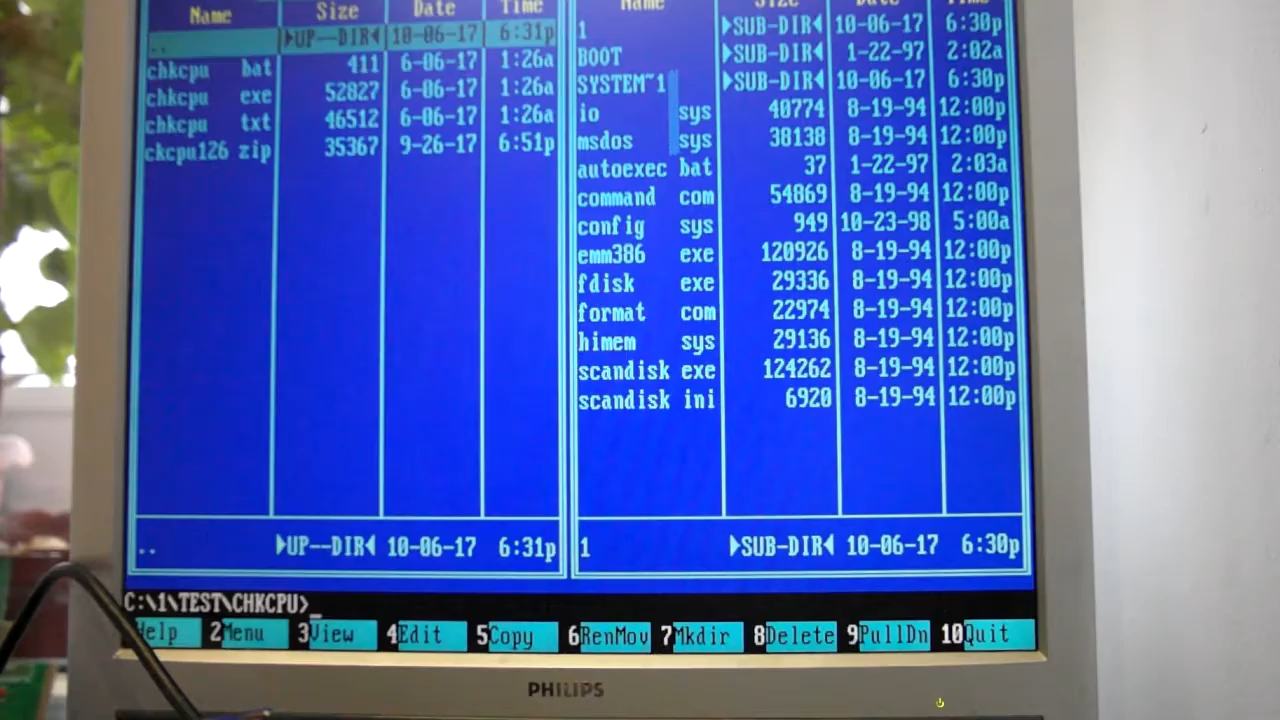 Name Size Date Time
.. ►UP--DIR◄ 10-06-17 6:31p
chkcpu bat 411 6-06-17 1:26a
chkcpu exe 52827 6-06-17 1:26a
chkcpu txt 46512 6-06-17 1:26a
ckcpu126 zip 35367 9-26-17 6:51p
.. ►UP--DIR◄ 10-06-17 6:31p
Name Size Date Time
1 ►SUB-DIR◄ 10-06-17 6:30p
BOOT ►SUB-DIR◄ 1-22-97 2:02a
SYSTEM~1 ►SUB-DIR◄ 10-06-17 6:30p
io sys 40774 8-19-94 12:00p
msdos sys 38138 8-19-94 12:00p
autoexec bat 37 1-22-97 2:03a
command com 54869 8-19-94 12:00p
config sys 949 10-23-98 5:00a
emm386 exe 120926 8-19-94 12:00p
fdisk exe 29336 8-19-94 12:00p
format com 22974 8-19-94 12:00p
himem sys 29136 8-19-94 12:00p
scandisk exe 124262 8-19-94 12:00p
scandisk ini 6920 8-19-94 12:00p
1 ►SUB-DIR◄ 10-06-17 6:30p
C:\1\TEST\CHKCPU>_
Help 2Menu 3View 4Edit 5Copy 6RenMov 7Mkdir 8Delete 9PullDn 10Quit
PHILIPS